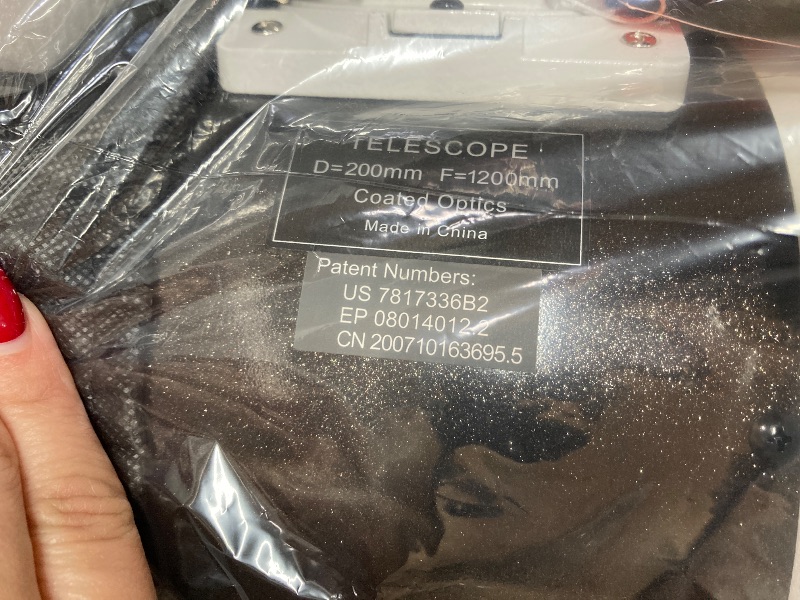 TELESCOPE
D=200mm F=1200mm
Coated Optics
Made in China
Patent Numbers:
US 7817336B2
EP 08014012.2
CN 200710163695.5